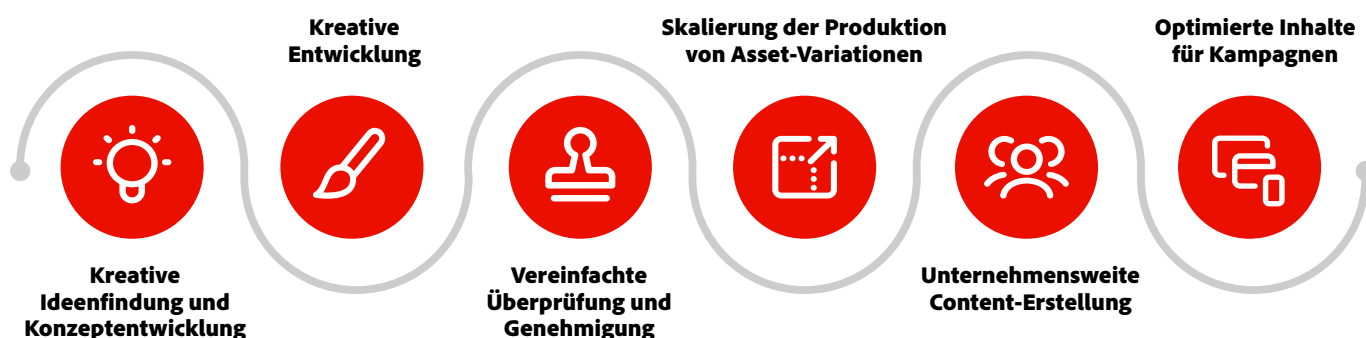 Kreative
Ideenfindung und
Konzeptentwicklung
Kreative
Entwicklung
Vereinfachte
Überprüfung und
Genehmigung
Skalierung der Produktion
von Asset-Variationen
Unternehmensweite
Content-Erstellung
Optimierte Inhalte
für Kampagnen